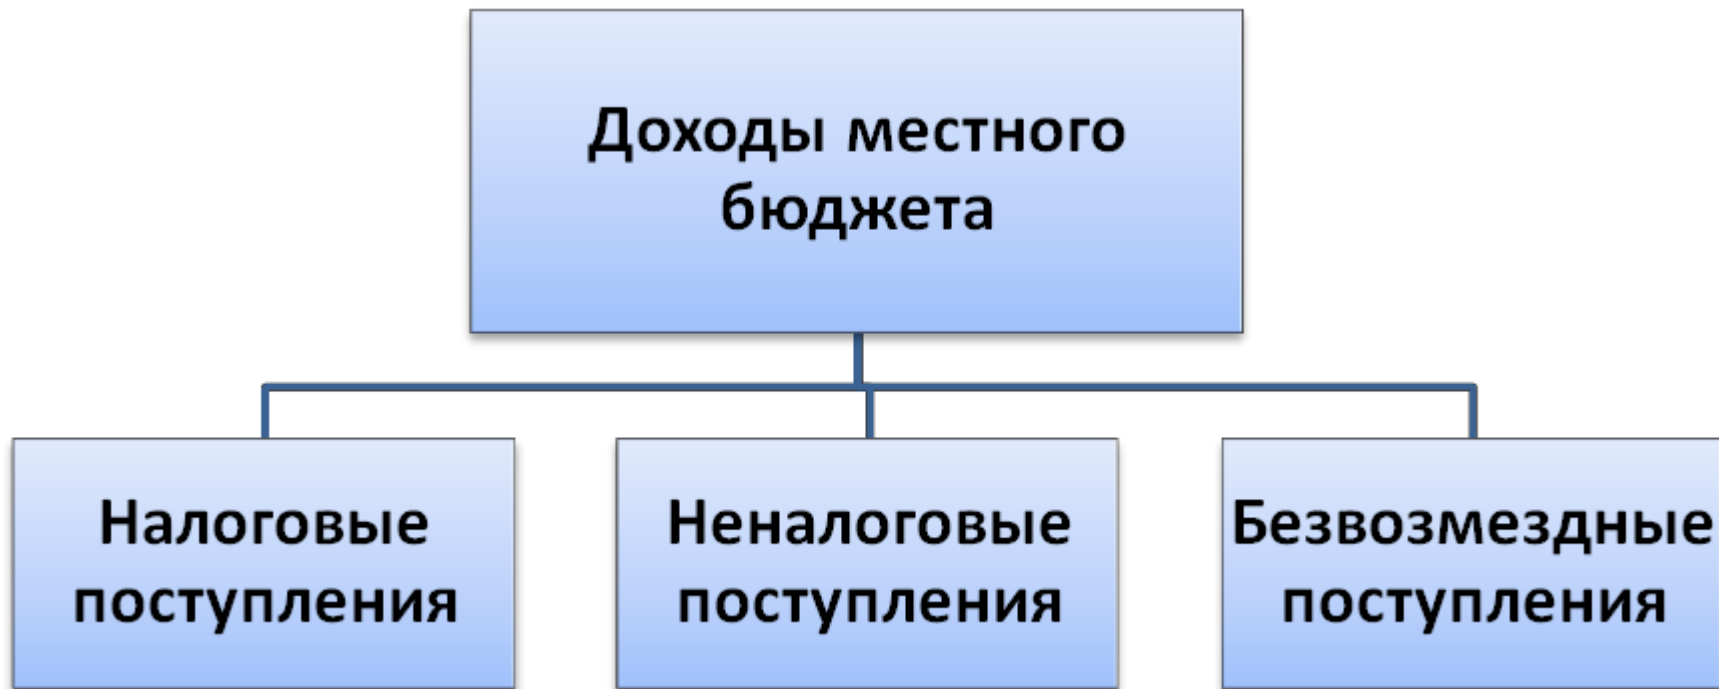 Доходы местного
бюджета
Налоговые
поступления
Неналоговые
поступления
Безвозмездные
поступления